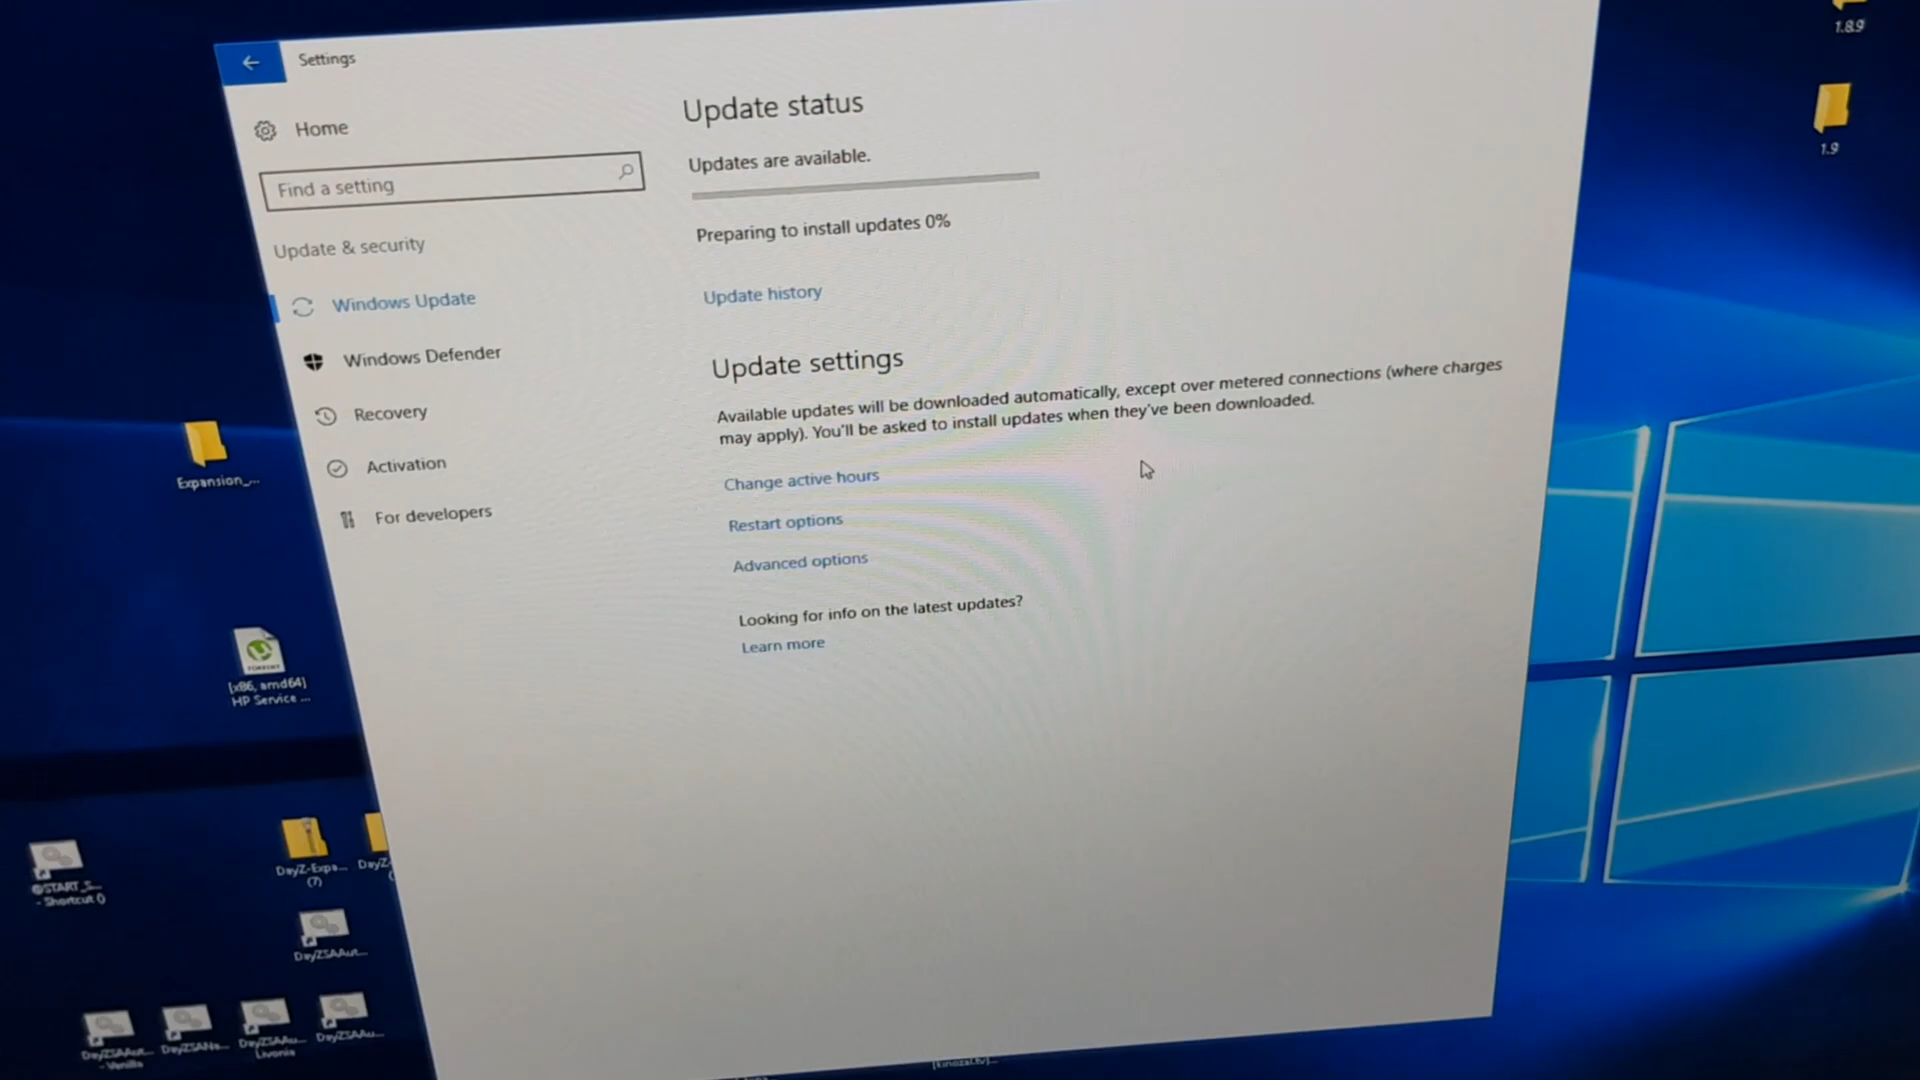 Settings
Home
Find a setting
Update & security
Windows Update
Windows Defender
Recovery
Activation
For developers
Update status
Updates are available.
Preparing to install updates 0%
Update history
Update settings
Available updates will be downloaded automatically, except over metered connections (where charges
may apply). You'll be asked to install updates when they've been downloaded.
Change active hours
Restart options
Advanced options
Looking for info on the latest updates?
Learn more
1.8.9
1.9
Expansion_...
TORRENT
[x86, amd64]
HP Service ...
DayZ-Expa...
(7)
DayZ-
- Shortcut ()
DayZSAAut...
DayZSAAut...
- Vanilla
DayZSANa...
DayZSAAu...
Livonia
DayZSAAu...